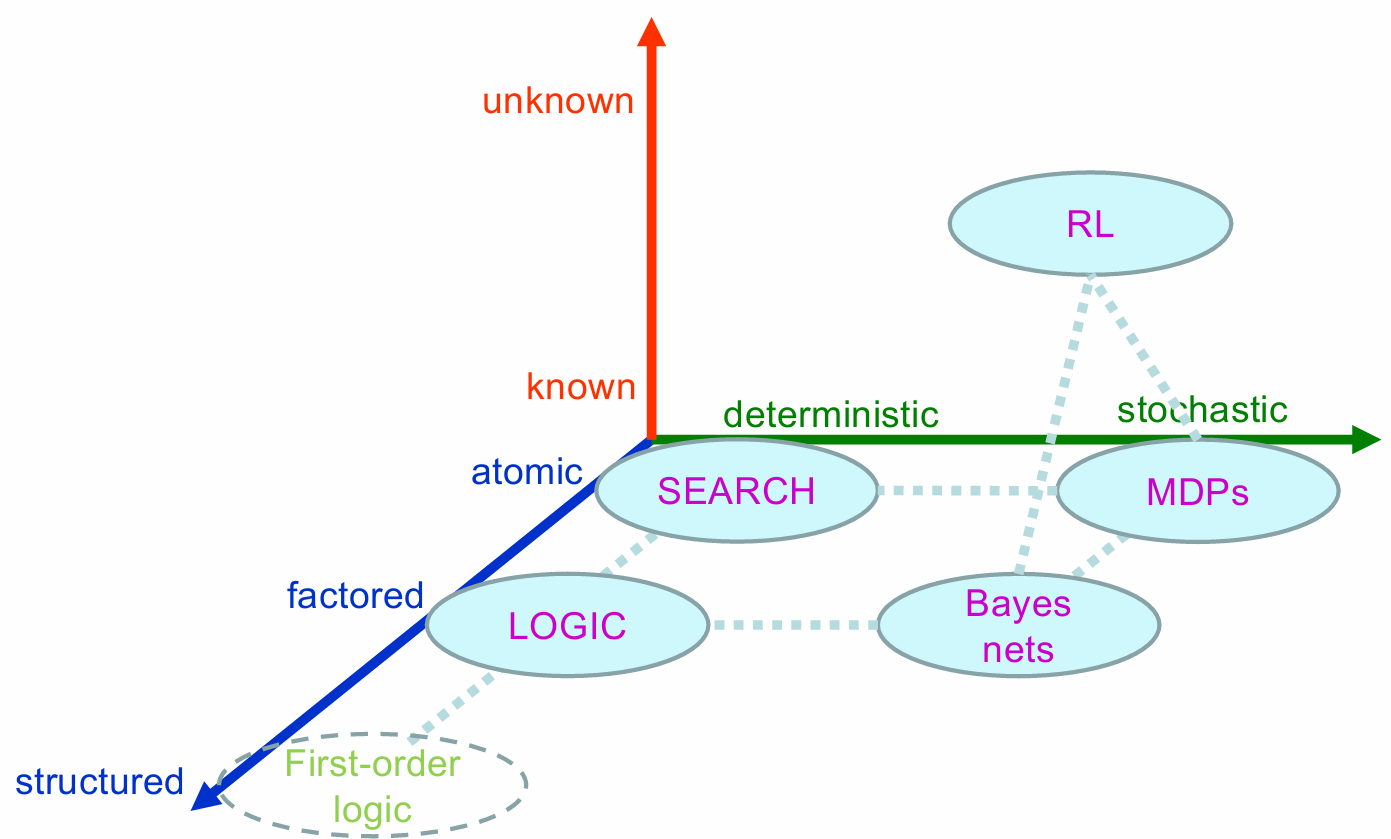 unknown
RL
known
deterministic
stochastic
atomic
SEARCH
MDPs
factored
LOGIC
Bayes
nets
structured
First-order
logic